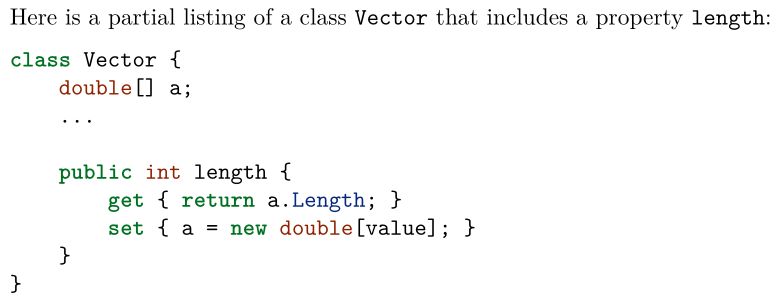 Here is a partial listing of a class Vector that includes a property length:
class Vector {
    double[] a;
    ...

    public int length {
        get { return a.Length; }
        set { a = new double[value]; }
    }
}